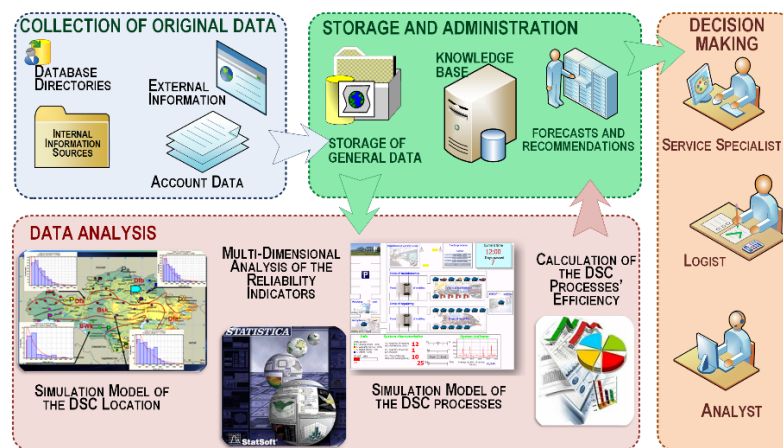 COLLECTION OF ORIGINAL DATA
DATABASE
DIRECTORIES
EXTERNAL
INFORMATION
INTERNAL
INFORMATION
SOURCES
ACCOUNT DATA
STORAGE AND ADMINISTRATION
KNOWLEDGE
BASE
STORAGE OF
GENERAL DATA
FORECASTS AND
RECOMMENDATIONS
DECISION
MAKING
SERVICE SPECIALIST
LOGIST
ANALYST
DATA ANALYSIS
SIMULATION MODEL OF
THE DSC LOCATION
MULTI-DIMENSIONAL
ANALYSIS OF THE
RELIABILITY
INDICATORS
STATISTICA
StatSoft
12:00
P
12
1
10
25
SIMULATION MODEL OF
THE DSC PROCESSES
CALCULATION OF
THE DSC
PROCESSES'
EFFICIENCY